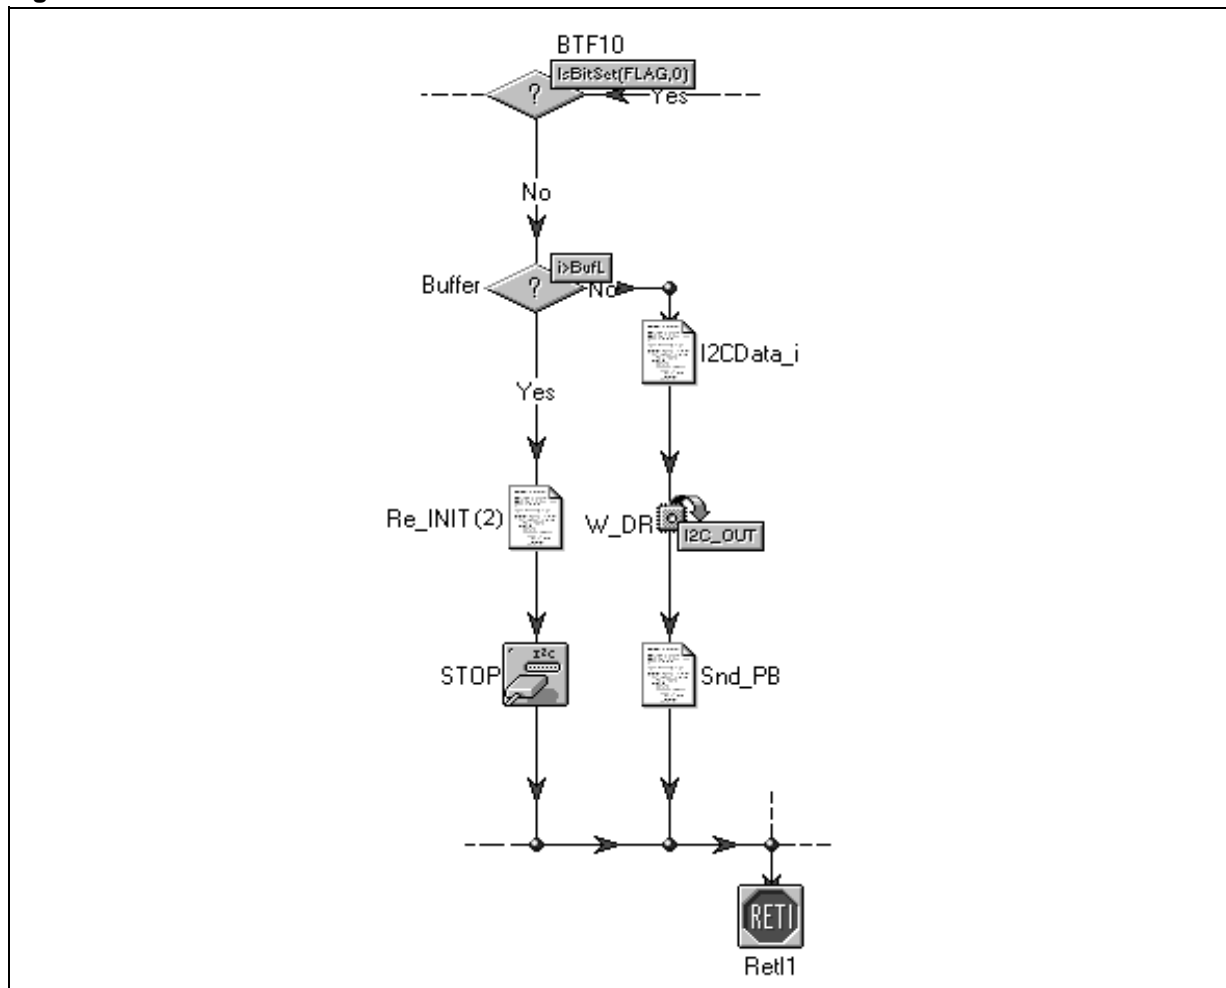 BTF10
IsBitSet(FLAG,0)
?
Yes
No
i>BufL
Buffer
?
No
I2CData_i
Yes
Re_INIT(2)
W_DR
I2C_OUT
I²C
STOP
Snd_PB
RETI
RetI1